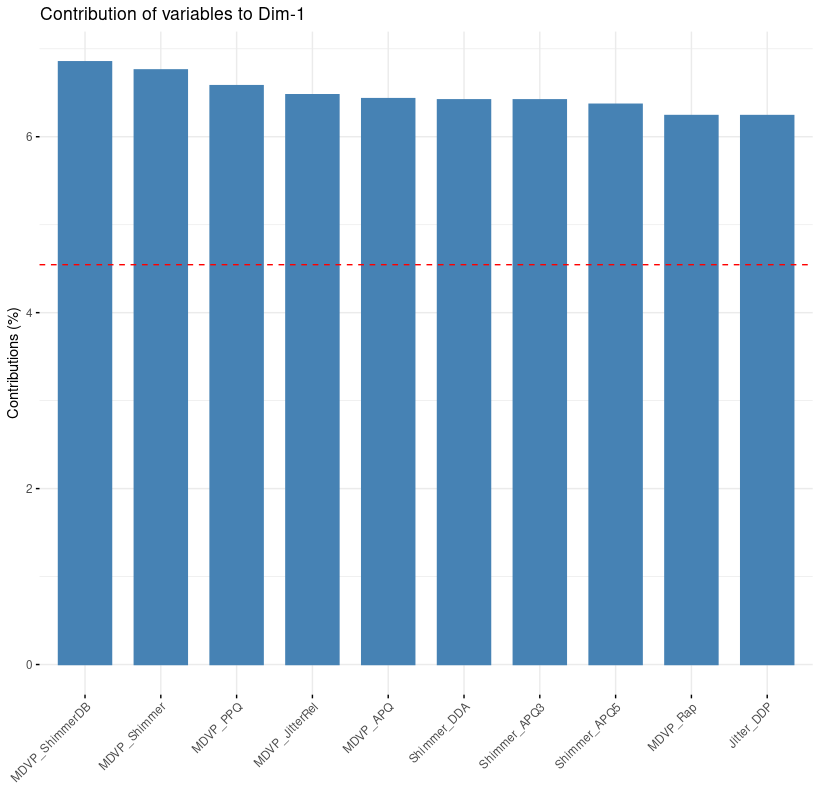 Contribution of variables to Dim-1
Contributions (%)
6
4
2
0
MDVP_ShimmerDB
MDVP_Shimmer
MDVP_PPQ
MDVP_JitterRel
MDVP_APQ
Shimmer_DDA
Shimmer_APQ3
Shimmer_APQ5
MDVP_Rap
Jitter_DDP